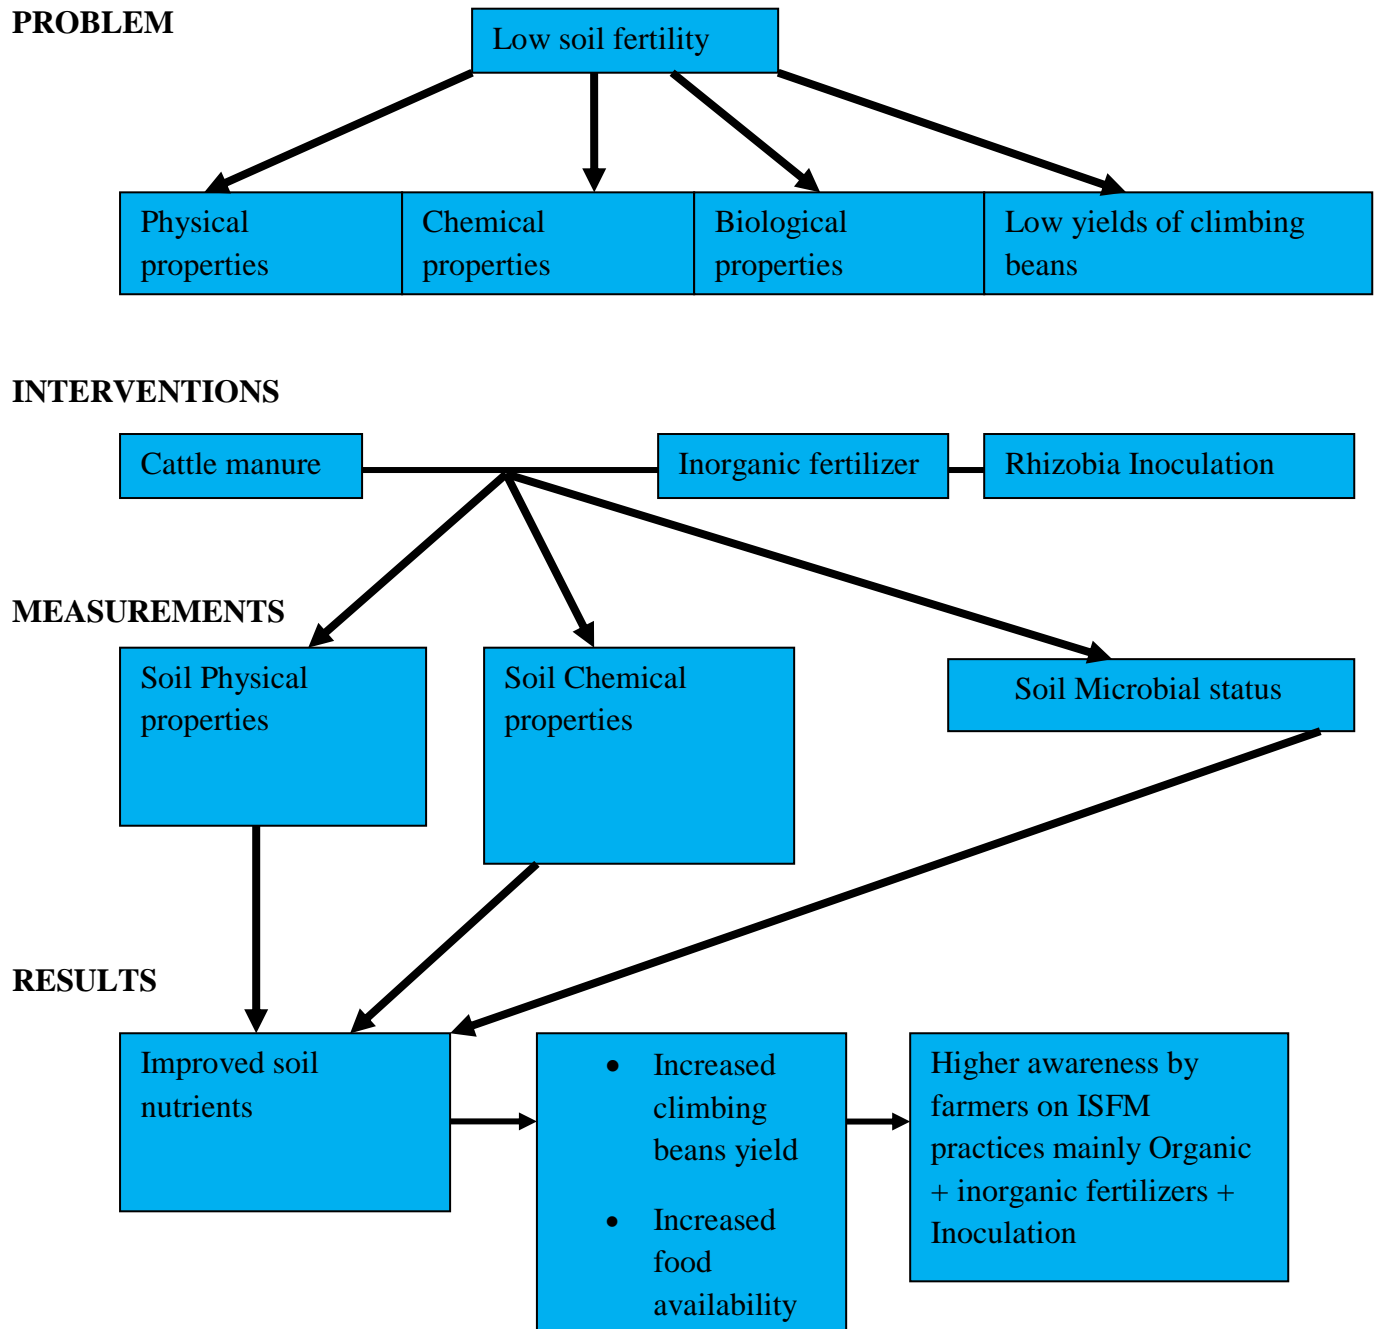 PROBLEM
Low soil fertility
Physical
properties
Chemical
properties
Biological
properties
Low yields of climbing
beans
INTERVENTIONS
Cattle manure
Inorganic fertilizer
Rhizobia Inoculation
MEASUREMENTS
Soil Physical
properties
Soil Chemical
properties
Soil Microbial status
RESULTS
Improved soil
nutrients
• Increased
climbing
beans yield
• Increased
food
availability
Higher awareness by
farmers on ISFM
practices mainly Organic
+ inorganic fertilizers +
Inoculation